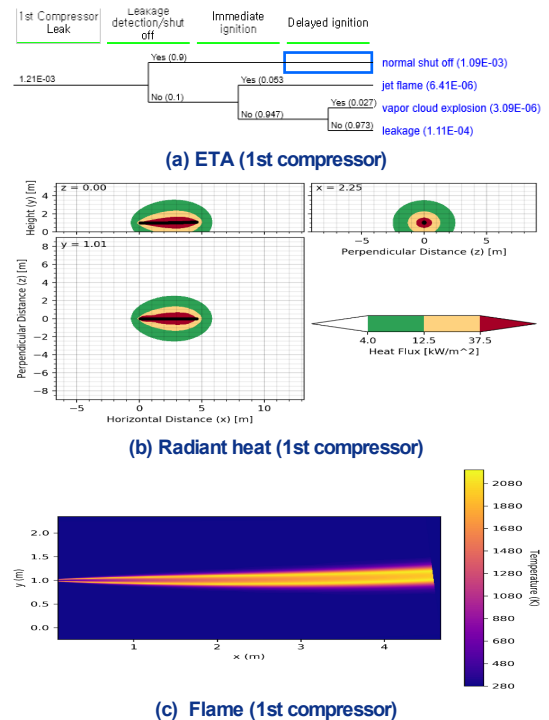 1st Compressor Leak
Leakage detection/shut off
Immediate ignition
Delayed ignition
Yes (0.9)
normal shut off (1.09E-03)
1.21E-03
Yes (0.053
jet flame (6.41E-06)
No (0.1)
Yes (0.027)
vapor cloud explosion (3.09E-06)
No (0.947)
No (0.973)
leakage (1.11E-04)
(a) ETA (1st compressor)
z = 0.00
Height (y) [m]
4
2
0
x = 2.25
−5
0
5
Perpendicular Distance (z) [m]
y = 1.01
Perpendicular Distance (z) [m]
8
6
4
2
0
−2
−4
−6
−8
−5
0
5
10
Horizontal Distance (x) [m]
4.0
12.5
37.5
Heat Flux [kW/m^2]
(b) Radiant heat (1st compressor)
y (m)
2.0
1.5
1.0
0.5
0.0
1
2
3
4
x (m)
2080
1880
1680
1480
1280
1080
880
680
480
280
Temperature (K)
(c) Flame (1st compressor)